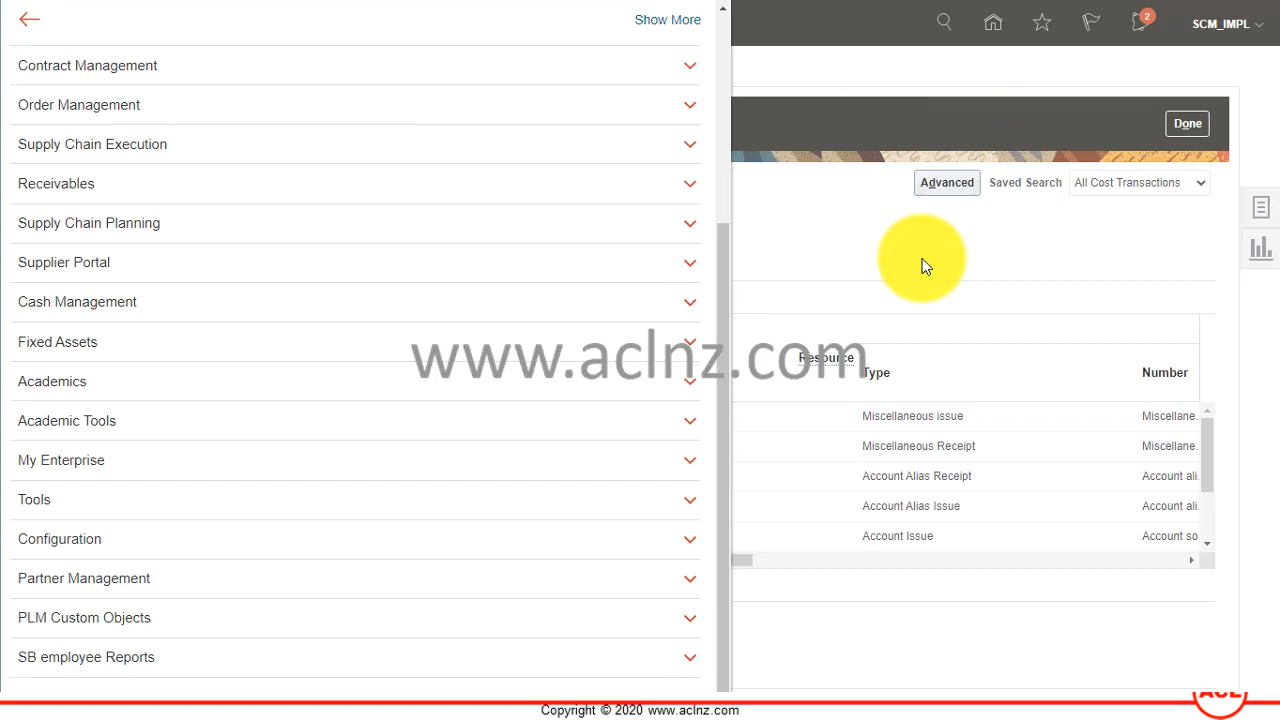 Show More
Contract Management
Order Management
Supply Chain Execution
Receivables
Supply Chain Planning
Supplier Portal
Cash Management
Fixed Assets
Academics
Academic Tools
My Enterprise
Tools
Configuration
Partner Management
PLM Custom Objects
SB employee Reports
2
SCM_IMPL
Done
Advanced Saved Search All Cost Transactions
www.aclnz.com
Resource Type Number
Miscellaneous issue Miscellane.
Miscellaneous Receipt Miscellane.
Account Alias Receipt Account ali.
Account Alias Issue Account ali.
Account Issue Account so
ACL
Copyright © 2020 www.aclnz.com